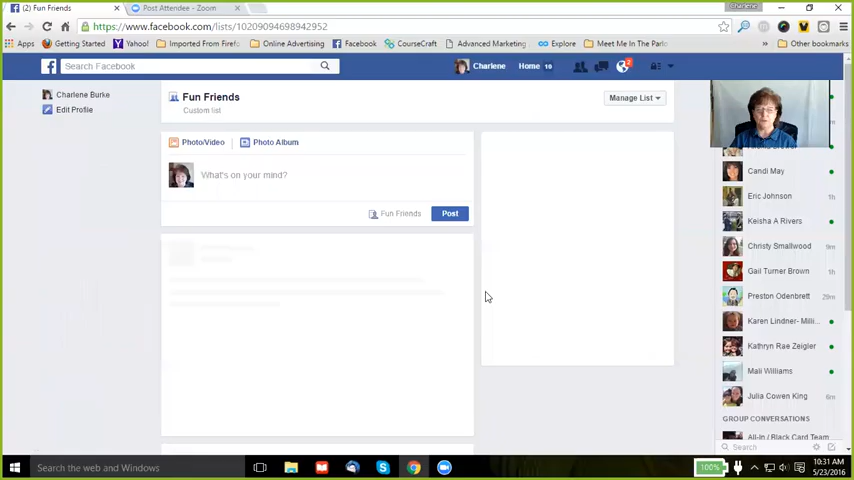 (2) Fun Friends
Post Attendee - Zoom
Charlene
https://www.facebook.com/lists/10209094698942952
Apps
Getting Started
Yahoo!
Imported From Firef
Online Advertising
Facebook
CourseCraft
Advanced Marketing
Explore
Meet Me In The Parlo
Other bookmarks
Search Facebook
Charlene
Home 10
2
Charlene Burke
Edit Profile
Fun Friends
Custom list
Manage List
Photo/Video
Photo Album
What's on your mind?
Fun Friends
Post
Candi May
Eric Johnson
1h
Keisha A Rivers
Christy Smallwood
9m
Gail Turner Brown
1h
Preston Odenbrett
28m
Karen Lindner- Milli...
Kathryn Rae Zeigler
Mali Williams
Julia Cowen King
6m
GROUP CONVERSATIONS
All-In / Black Card Team
Search
Search the web and Windows
100%
10:31 AM
5/23/2016